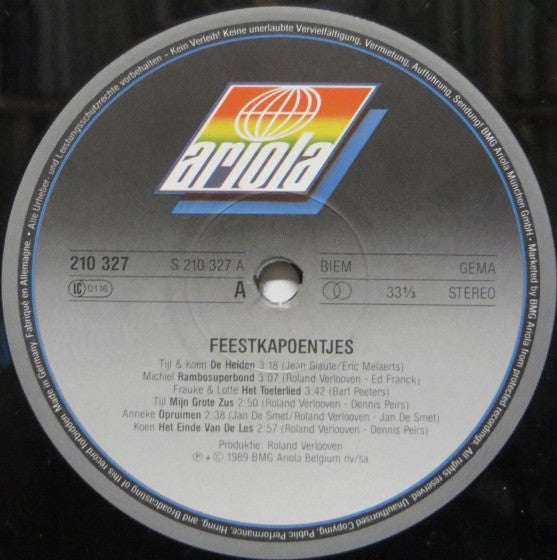 • Alle Urheber- und Leistungsschutzrechte vorbehalten - Kein Verleih! Keine unerlaubte Vervielfältigung, Vermietung, Aufführung, Sendung! BMG Ariola München GmbH • Marketed by BMG Ariola from protected recordings. All rights reserved. Unauthorised Copying, Public Performance, Hiring, and Broadcasting of this record forbidden. Made in Germany. Fabriqué en Allemagne.
ariola
210 327 S 210 327 A BIEM GEMA
LC 0116 A 33⅓ STEREO
FEESTKAPOENTJES
Tijl & Koen De Helden 3:18 (Jean Blaute/Eric Melaerts)
Michiel Rambosuperbond 3:07 (Roland Verlooven - Ed Franck)
Frauke & Lotte Het Toeterlied 3:42 (Bart Peeters)
Tijl Mijn Grote Zus 2:50 (Roland Verlooven - Dennis Peirs)
Anneke Opruimen 2:38 (Jan De Smet/Roland Verlooven - Jan De Smet)
Koen Het Einde Van De Les 2:57 (Roland Verlooven - Dennis Peirs)
Produktie: Roland Verlooven
℗ + © 1989 BMG Ariola Belgium nv/sa